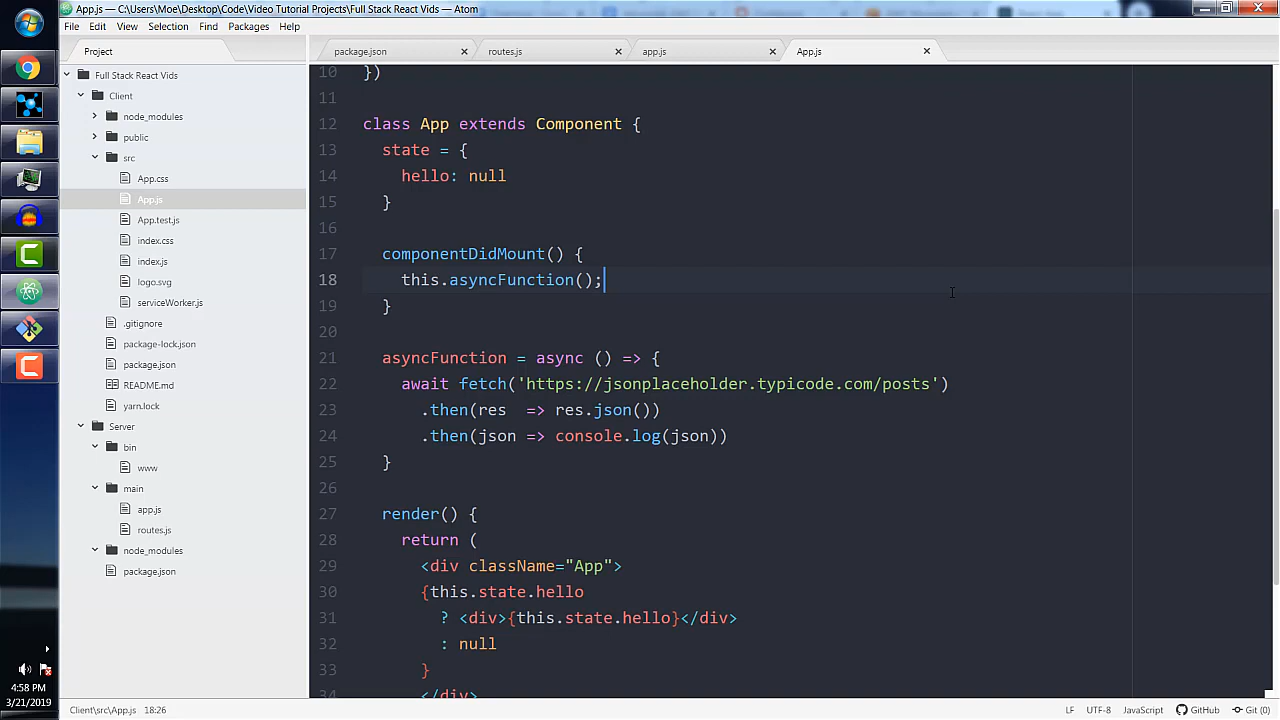 App.js — C:\Users\Moe\Desktop\Code\Video Tutorial Projects\Full Stack React Vids — Atom
File Edit View Selection Find Packages Help
Project
package.json
routes.js
app.js
App.js
Full Stack React Vids
Client
node_modules
public
src
App.css
App.js
App.test.js
index.css
index.js
logo.svg
serviceWorker.js
.gitignore
package-lock.json
package.json
README.md
yarn.lock
Server
bin
www
main
app.js
routes.js
node_modules
package.json
10 })
11
12 class App extends Component {
13 state = {
14 hello: null
15 }
16
17 componentDidMount() {
18 this.asyncFunction();
19 }
20
21 asyncFunction = async () => {
22 await fetch('https://jsonplaceholder.typicode.com/posts')
23 .then(res  => res.json())
24 .then(json => console.log(json))
25 }
26
27 render() {
28 return (
29 <div className="App">
30 {this.state.hello
31 ? <div>{this.state.hello}</div>
32 : null
33 }
34 </div>
4:58 PM
3/21/2019
Client\src\App.js 18:26
LF UTF-8 JavaScript GitHub Git (0)